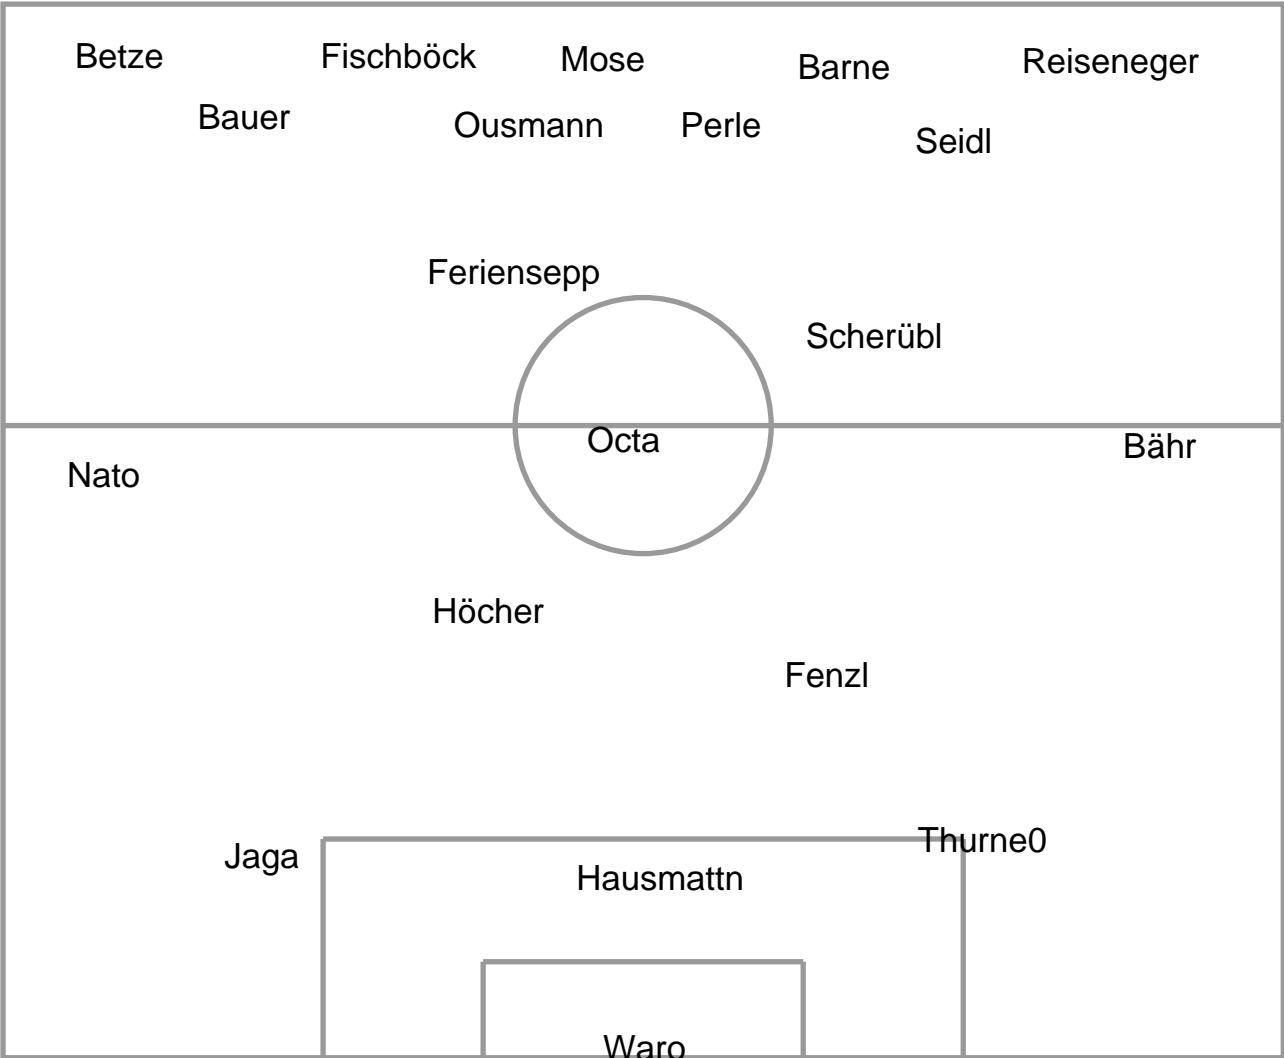 Betze
Fischböck
Mose
Barne
Reiseneger
Bauer
Ousmann
Perle
Seidl
Feriensepp
Scherübl
Octa
Bähr
Nato
Höcher
Fenzl
Thurne0
Jaga
Hausmattn
Waro